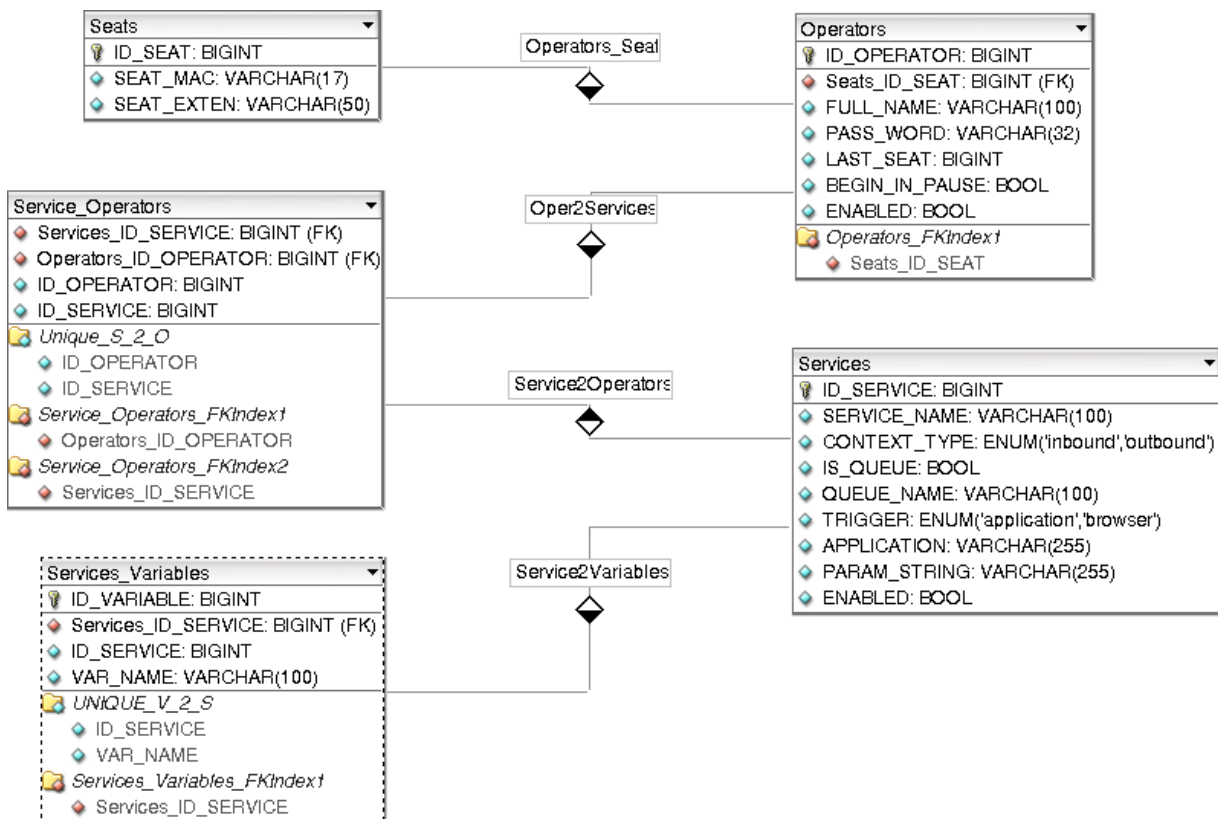 Seats
ID_SEAT: BIGINT
SEAT_MAC: VARCHAR(17)
SEAT_EXTEN: VARCHAR(50)
Operators_Seat
Operators
ID_OPERATOR: BIGINT
Seats_ID_SEAT: BIGINT (FK)
FULL_NAME: VARCHAR(100)
PASS_WORD: VARCHAR(32)
LAST_SEAT: BIGINT
BEGIN_IN_PAUSE: BOOL
ENABLED: BOOL
Operators_FKIndex1
Seats_ID_SEAT
Service_Operators
Services_ID_SERVICE: BIGINT (FK)
Operators_ID_OPERATOR: BIGINT (FK)
ID_OPERATOR: BIGINT
ID_SERVICE: BIGINT
Unique_S_2_O
ID_OPERATOR
ID_SERVICE
Service_Operators_FKIndex1
Operators_ID_OPERATOR
Service_Operators_FKIndex2
Services_ID_SERVICE
Oper2Services
Service2Operators
Services
ID_SERVICE: BIGINT
SERVICE_NAME: VARCHAR(100)
CONTEXT_TYPE: ENUM('inbound','outbound')
IS_QUEUE: BOOL
QUEUE_NAME: VARCHAR(100)
TRIGGER: ENUM('application','browser')
APPLICATION: VARCHAR(255)
PARAM_STRING: VARCHAR(255)
ENABLED: BOOL
Services_Variables
ID_VARIABLE: BIGINT
Services_ID_SERVICE: BIGINT (FK)
ID_SERVICE: BIGINT
VAR_NAME: VARCHAR(100)
UNIQUE_V_2_S
ID_SERVICE
VAR_NAME
Services_Variables_FKIndex1
Services_ID_SERVICE
Service2Variables